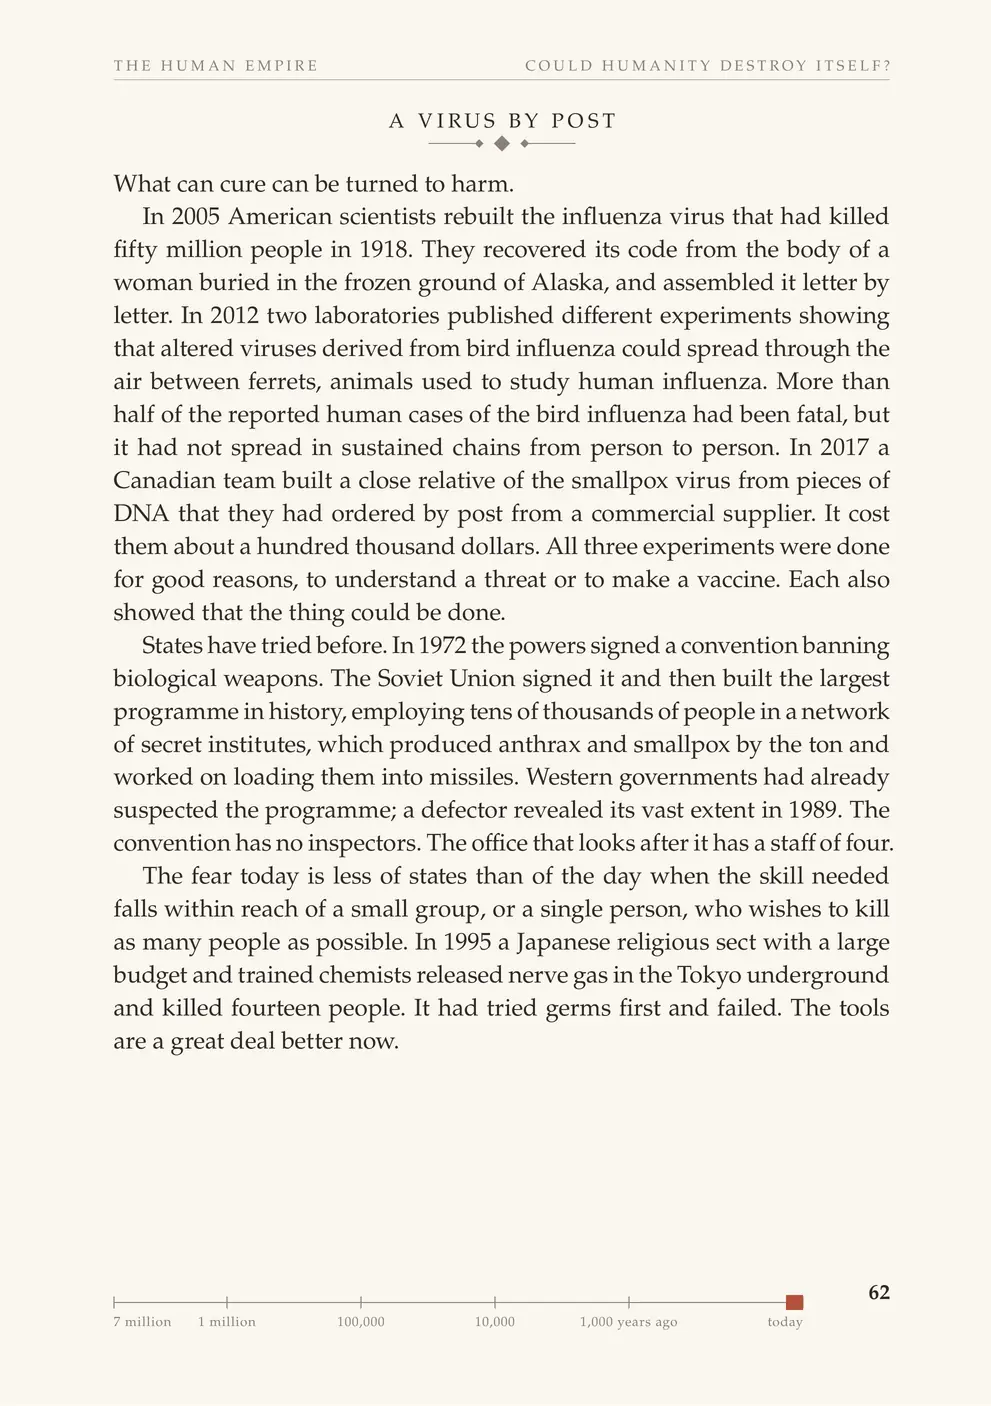 THE HUMAN EMPIRE
COULD HUMANITY DESTROY ITSELF?
A VIRUS BY POST
What can cure can be turned to harm.
In 2005 American scientists rebuilt the influenza virus that had killed
fifty million people in 1918. They recovered its code from the body of a
woman buried in the frozen ground of Alaska, and assembled it letter by
letter. In 2012 two laboratories published different experiments showing
that altered viruses derived from bird influenza could spread through the
air between ferrets, animals used to study human influenza. More than
half of the reported human cases of the bird influenza had been fatal, but
it had not spread in sustained chains from person to person. In 2017 a
Canadian team built a close relative of the smallpox virus from pieces of
DNA that they had ordered by post from a commercial supplier. It cost
them about a hundred thousand dollars. All three experiments were done
for good reasons, to understand a threat or to make a vaccine. Each also
showed that the thing could be done.
States have tried before. In 1972 the powers signed a convention banning
biological weapons. The Soviet Union signed it and then built the largest
programme in history, employing tens of thousands of people in a network
of secret institutes, which produced anthrax and smallpox by the ton and
worked on loading them into missiles. Western governments had already
suspected the programme; a defector revealed its vast extent in 1989. The
convention has no inspectors. The office that looks after it has a staff of four.
The fear today is less of states than of the day when the skill needed
falls within reach of a small group, or a single person, who wishes to kill
as many people as possible. In 1995 a Japanese religious sect with a large
budget and trained chemists released nerve gas in the Tokyo underground
and killed fourteen people. It had tried germs first and failed. The tools
are a great deal better now.
62
7 million
1 million
100,000
10,000
1,000 years ago
today